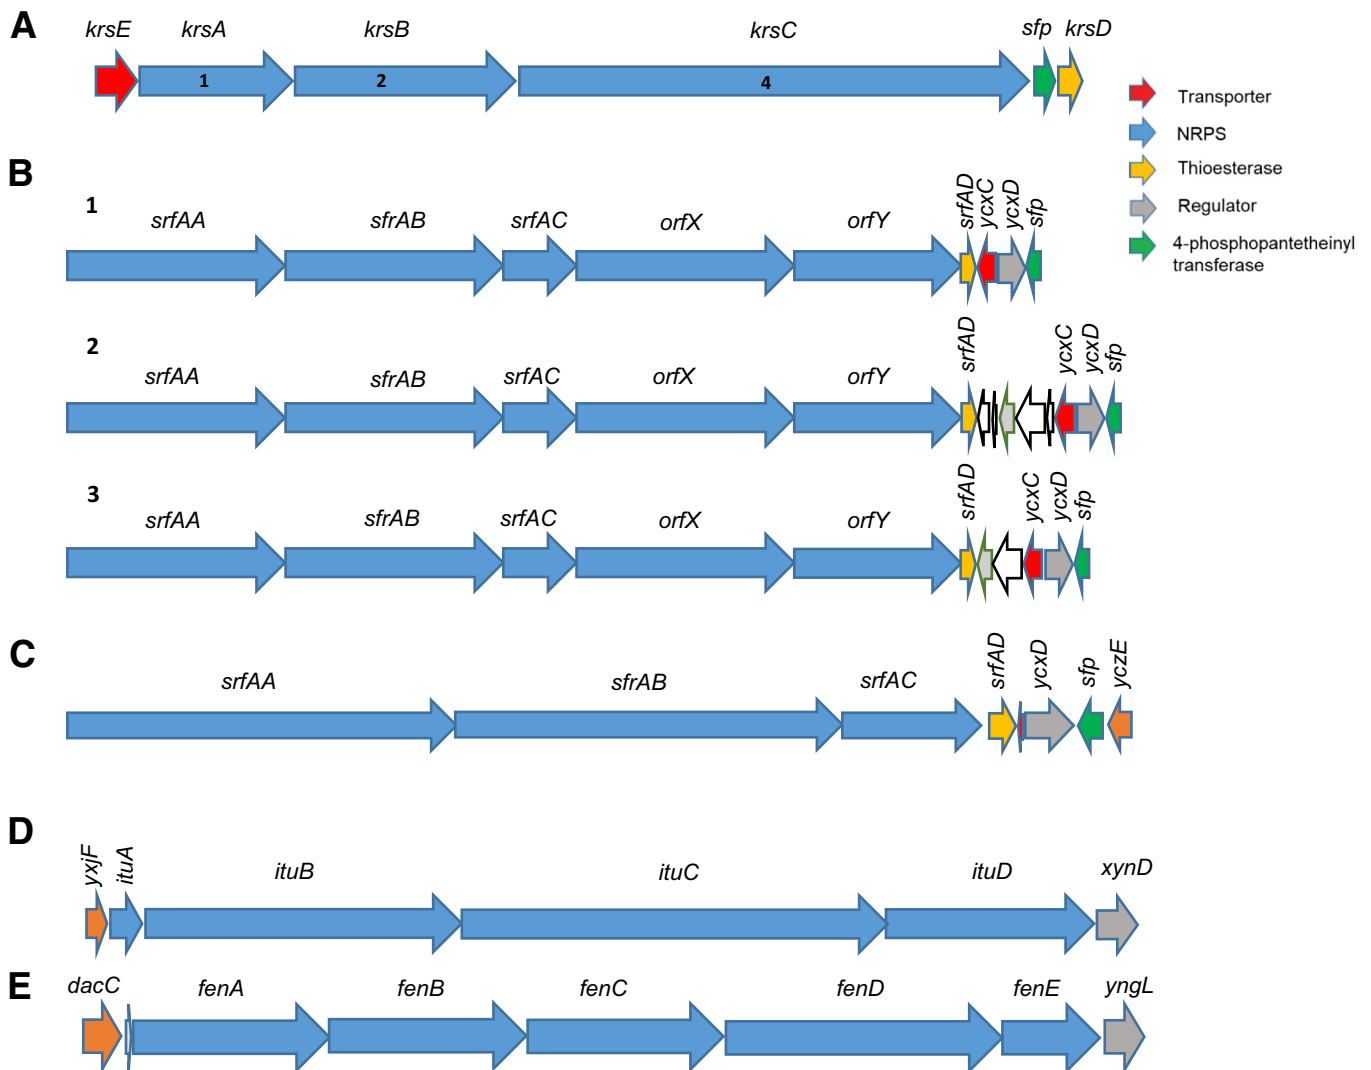 A
krsE krsA krsB krsC sfp krsD
1 2 4
Transporter
NRPS
Thioesterase
Regulator
4-phosphopantetheinyl
transferase
B
1
srfAA sfrAB srfAC orfX orfY srfAD ycxC ycxD sfp
2
srfAA sfrAB srfAC orfX orfY srfAD ycxC ycxD sfp
3
srfAA sfrAB srfAC orfX orfY srfAD ycxC ycxD sfp
C
srfAA sfrAB srfAC srfAD ycxD sfp yczE
D
yxjF ituA ituB ituC ituD xynD
E
dacC fenA fenB fenC fenD fenE yngL